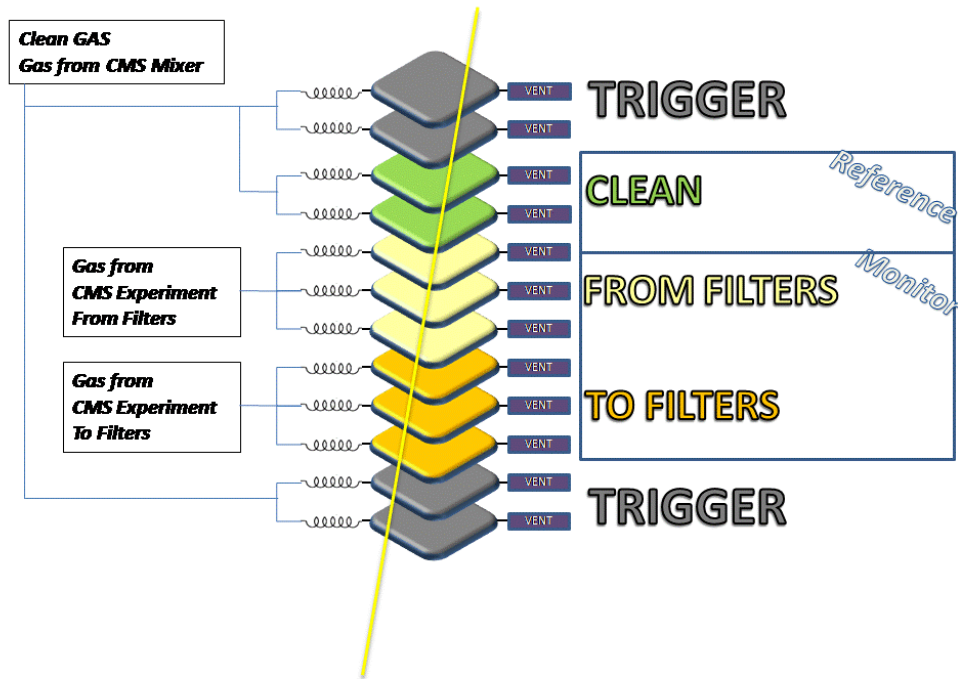 Clean GAS
Gas from CMS Mixer
VENT
TRIGGER
VENT
VENT
CLEAN
Reference
VENT
VENT
Gas from
CMS Experiment
From Filters
VENT
FROM FILTERS
Monitor
VENT
VENT
Gas from
CMS Experiment
To Filters
VENT
TO FILTERS
VENT
VENT
TRIGGER
VENT